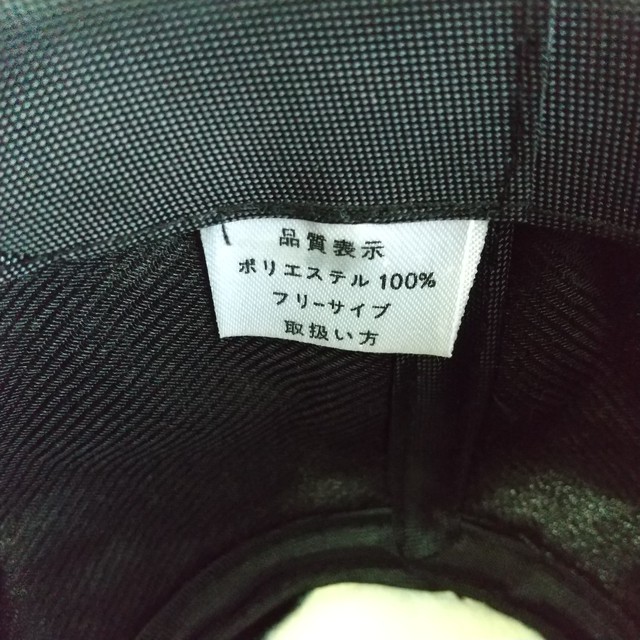 品質表示
ポリエステル 100%
フリーサイブ
取扱い方